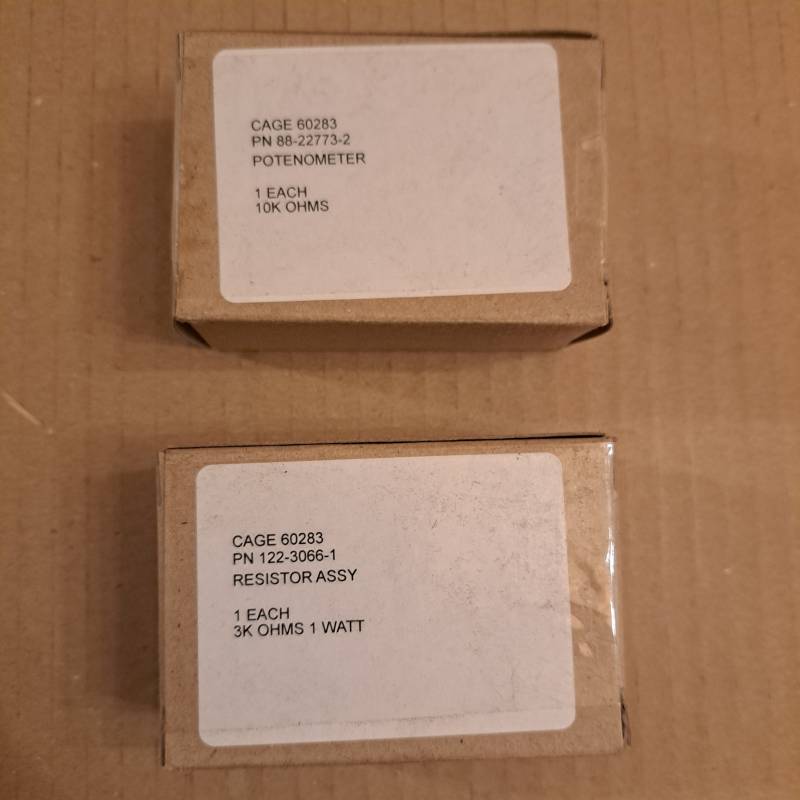 CAGE 60283
PN 88-22773-2
POTENOMETER
1 EACH
10K OHMS
CAGE 60283
PN 122-3066-1
RESISTOR ASSY
1 EACH
3K OHMS 1 WATT